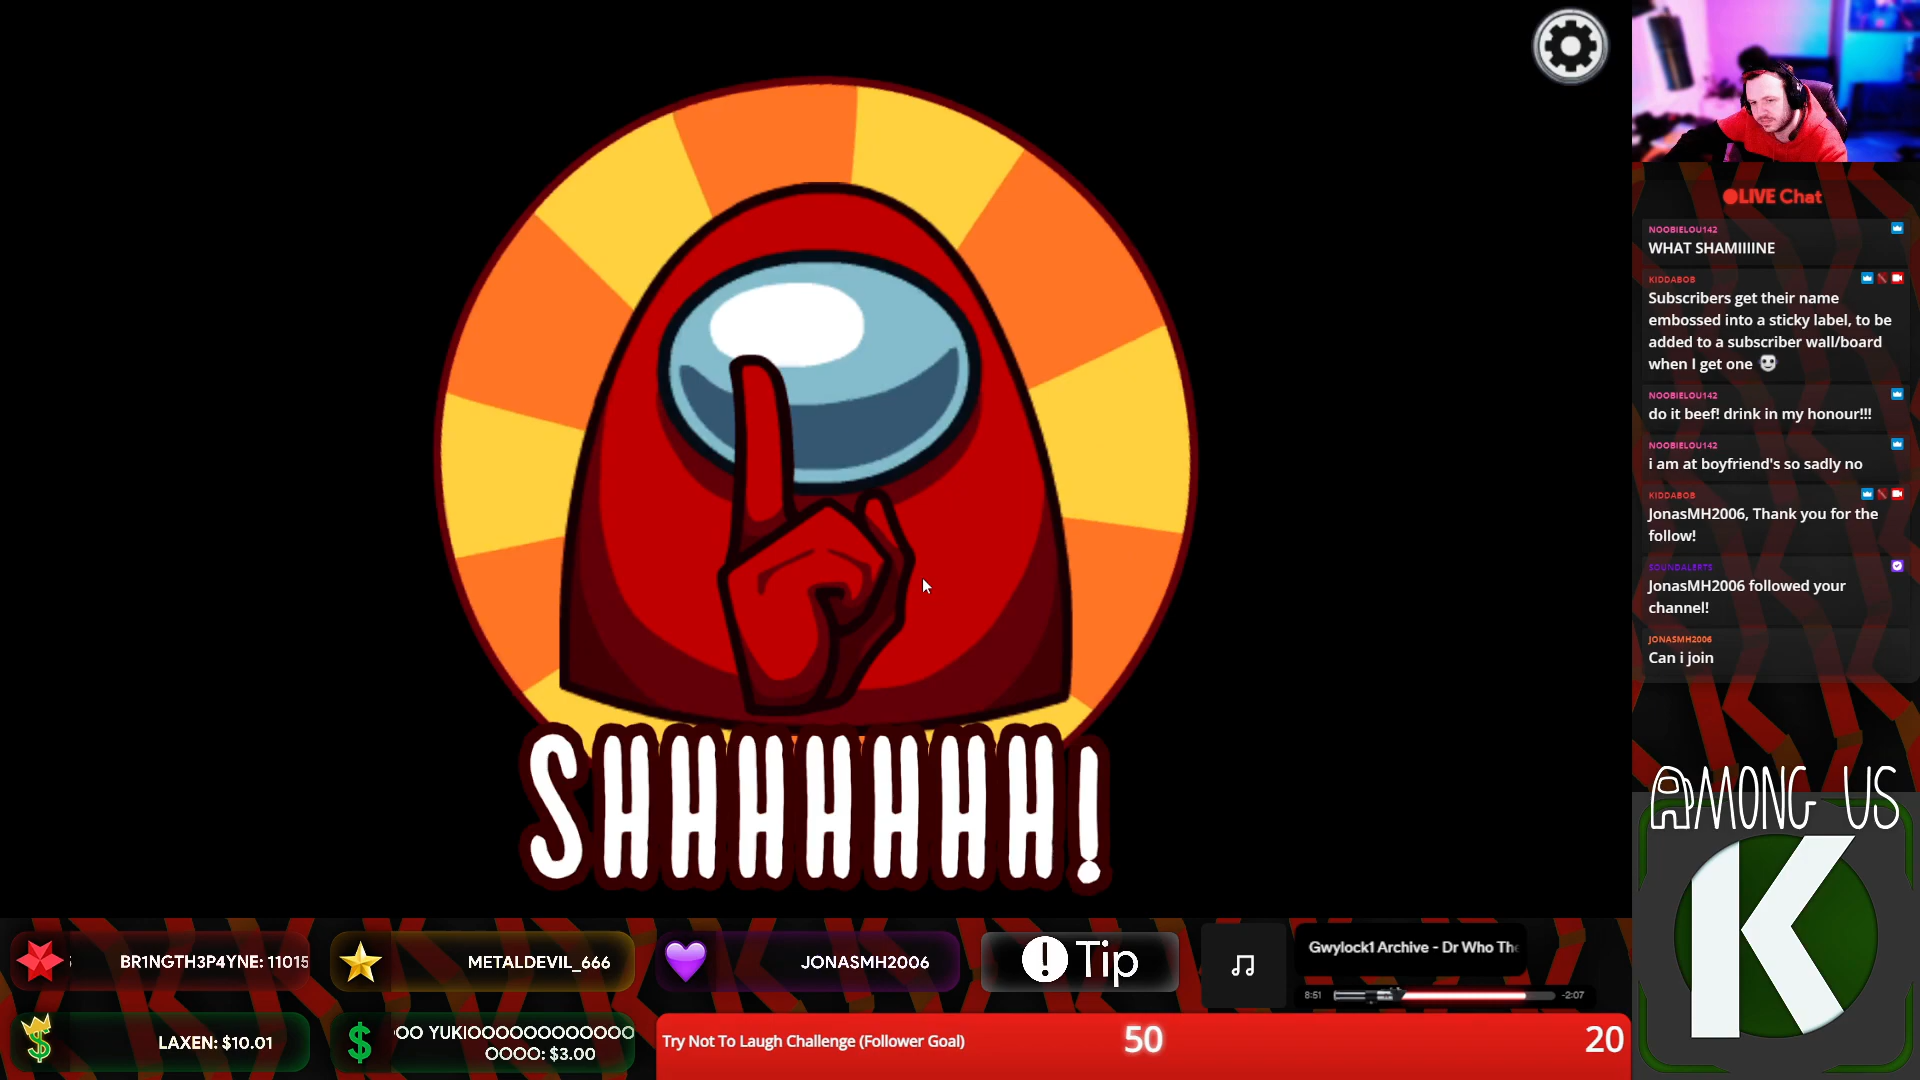 SHHHHHHH!
LIVE Chat
NOOBIELOU142
WHAT SHAMIIIINE
KIDDABOB
Subscribers get their name
embossed into a sticky label, to be
added to a subscriber wall/board
when I get one
NOOBIELOU142
do it beef! drink in my honour!!!
NOOBIELOU142
i am at boyfriend's so sadly no
KIDDABOB
JonasMH2006, Thank you for the
follow!
SOUNDALERTS
JonasMH2006 followed your
channel!
JONASMH2006
Can i join
AMONG US
K
BR1NGTH3P4YNE: 11015
METALDEVIL_666
JONASMH2006
! Tip
Gwylock1 Archive - Dr Who The
8:51
-2:07
LAXEN: $10.01
OO YUKIOOOOOOOOOOOO
OOOO: $3.00
Try Not To Laugh Challenge (Follower Goal)
50
20